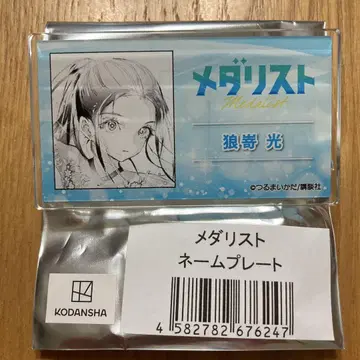 メダリスト
Medalist
狼嵜 光
©つるまいかだ/講談社
メダリスト
ネームプレート
KODANSHA
4 582782 676247